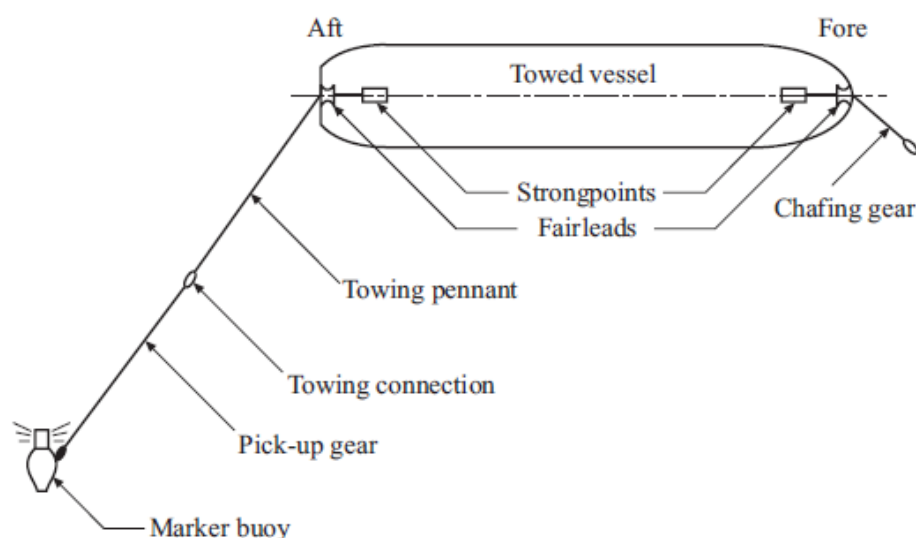 Aft
Fore
Towed vessel
Strongpoints
Chafing gear
Fairleads
Towing pennant
Towing connection
Pick-up gear
Marker buoy